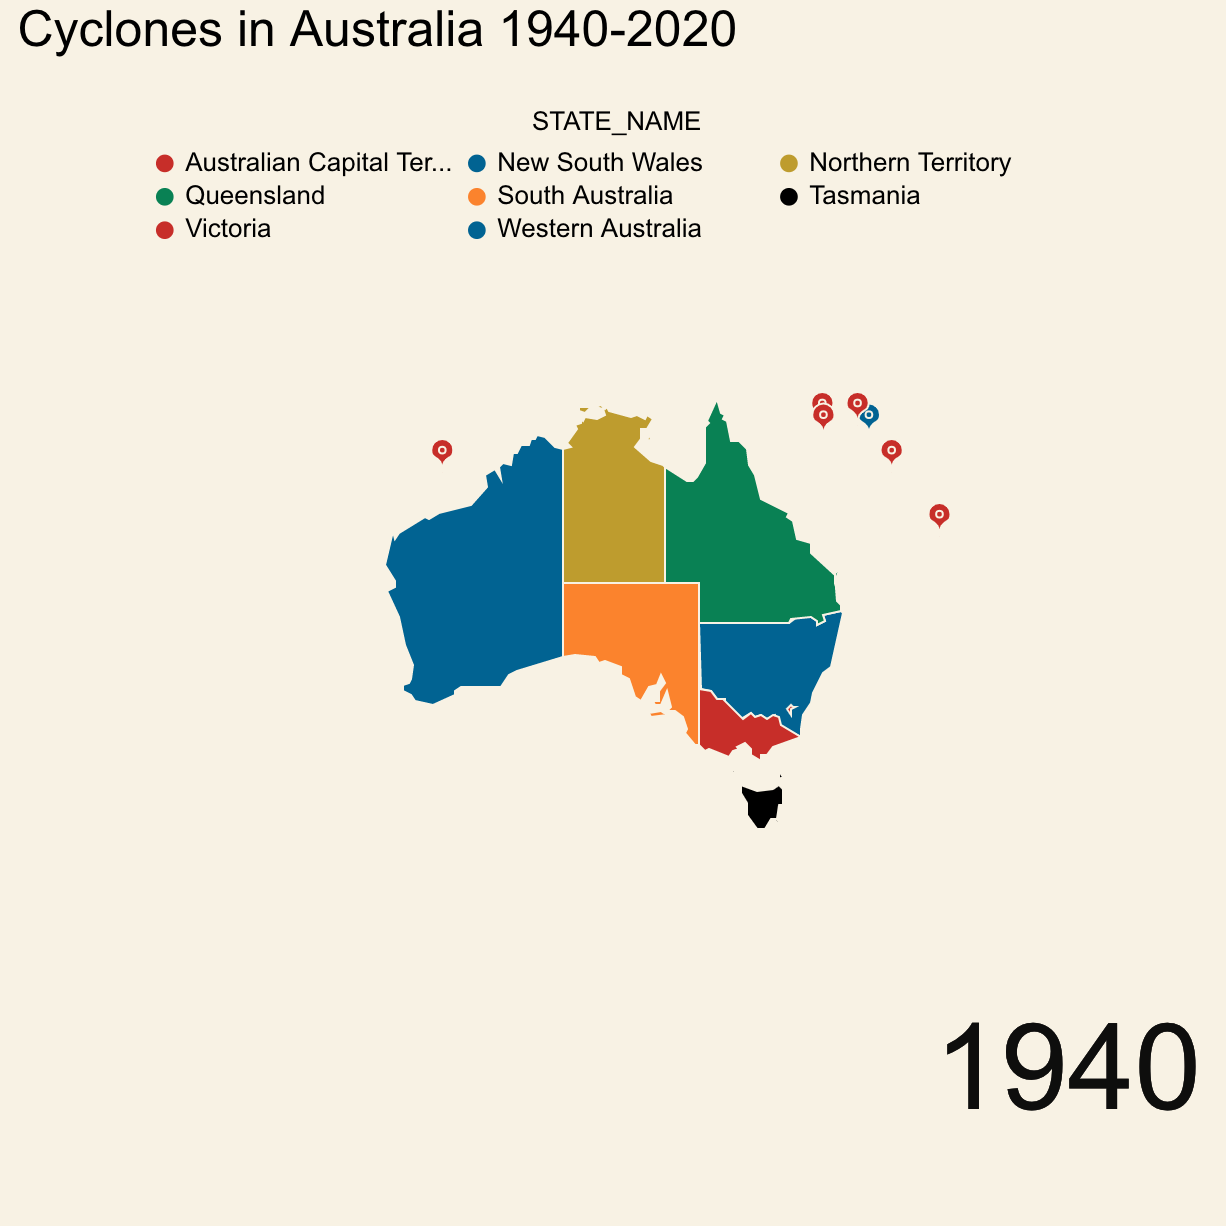 Cyclones in Australia 1940-2020
STATE_NAME
Australian Capital Ter... New South Wales Northern Territory
Queensland South Australia Tasmania
Victoria Western Australia
1940